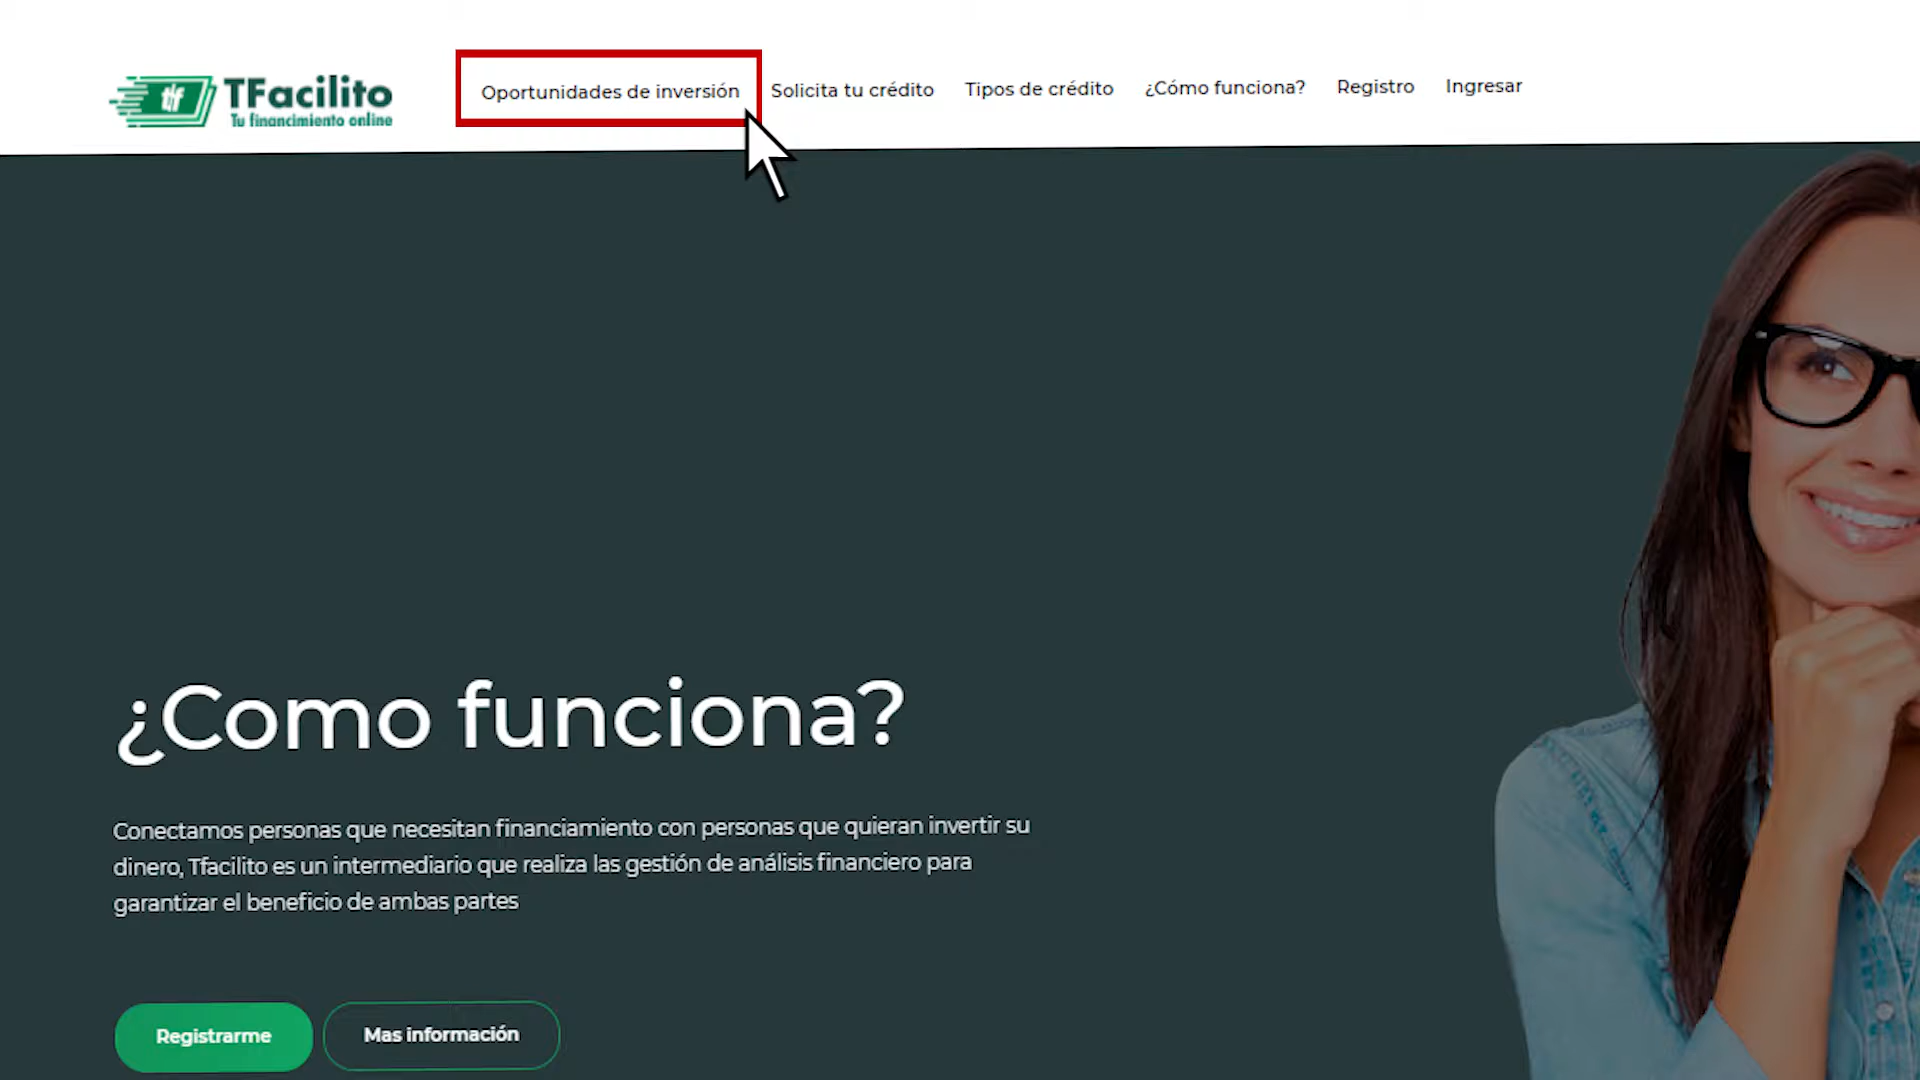 tlf TFacilito
Tu financimiento online
Oportunidades de inversión Solicita tu crédito Tipos de crédito ¿Cómo funciona? Registro Ingresar
¿Como funciona?
Conectamos personas que necesitan financiamiento con personas que quieran invertir su
dinero, Tfacilito es un intermediario que realiza las gestión de análisis financiero para
garantizar el beneficio de ambas partes
Registrarme Mas información